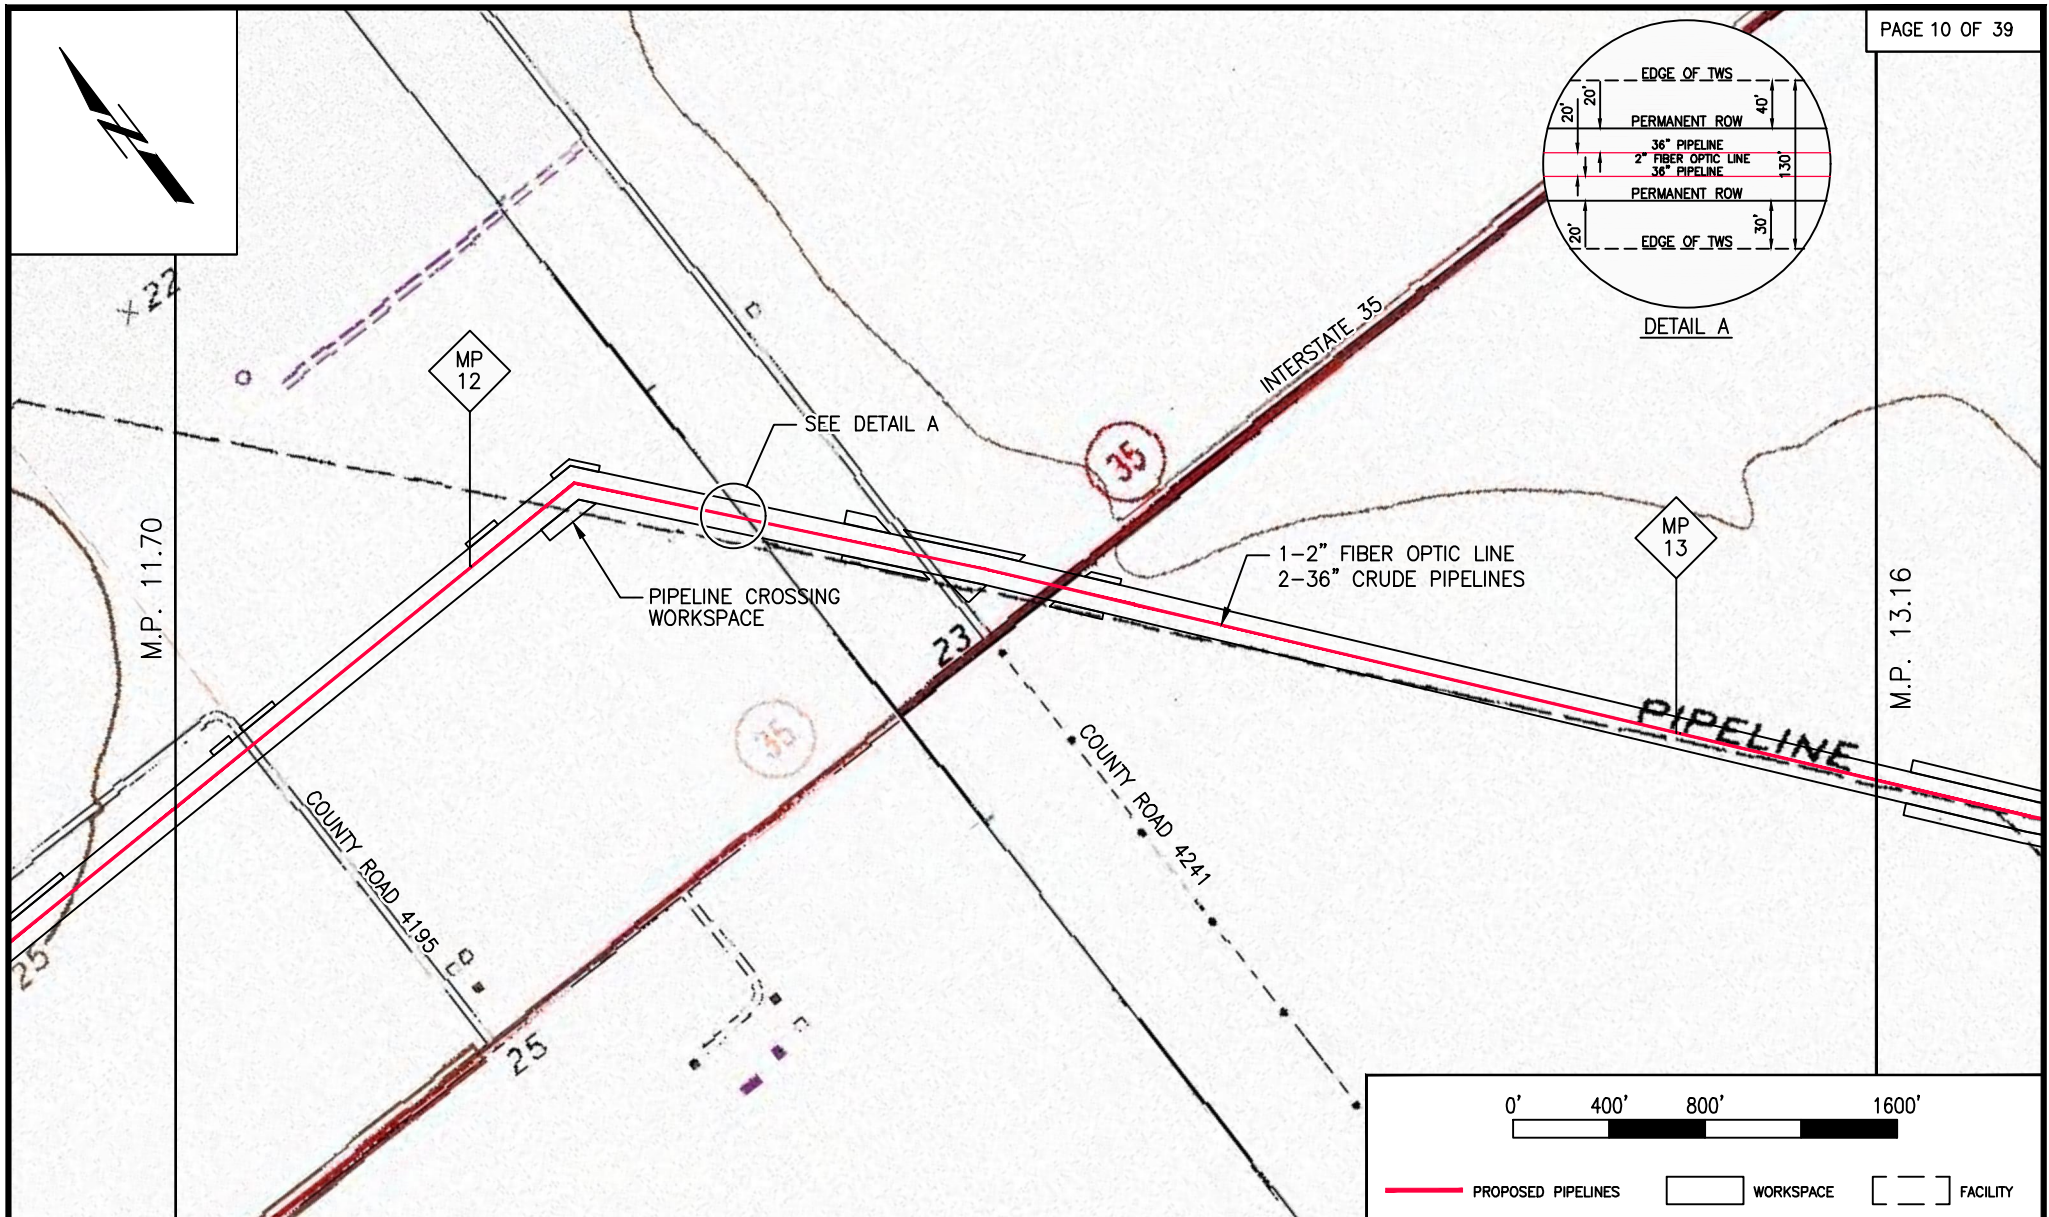 PAGE 10 OF 39
EDGE OF TWS
20'
20'
40'
PERMANENT ROW
36" PIPELINE
2" FIBER OPTIC LINE
36" PIPELINE
130'
PERMANENT ROW
20'
30'
EDGE OF TWS
DETAIL A
+ 22
INTERSTATE 35
MP
12
SEE DETAIL A
35
M.P. 11.70
MP
13
1-2" FIBER OPTIC LINE
2-36" CRUDE PIPELINES
PIPELINE CROSSING
WORKSPACE
M.P. 13.16
23
35
PIPELINE
COUNTY ROAD 4241
COUNTY ROAD 4195
25
25
0' 400' 800' 1600'
PROPOSED PIPELINES
WORKSPACE
FACILITY